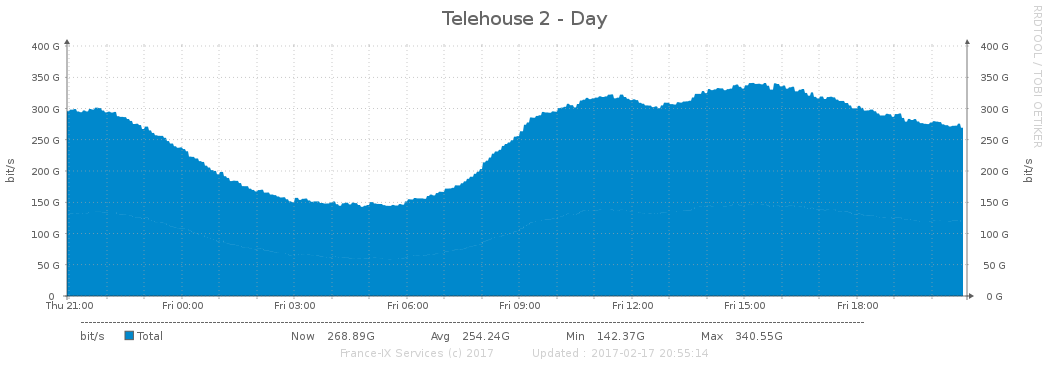 Telehouse 2 - Day
RRDTOOL / TOBI OETIKER
400 G 400 G
350 G 350 G
300 G 300 G
250 G 250 G
200 G 200 G
150 G 150 G
100 G 100 G
50 G 50 G
0 0 G
bit/s bit/s
Thu 21:00 Fri 00:00 Fri 03:00 Fri 06:00 Fri 09:00 Fri 12:00 Fri 15:00 Fri 18:00
bit/s Total Now 268.89G Avg 254.24G Min 142.37G Max 340.55G
France-IX Services (c) 2017 Updated : 2017-02-17 20:55:14